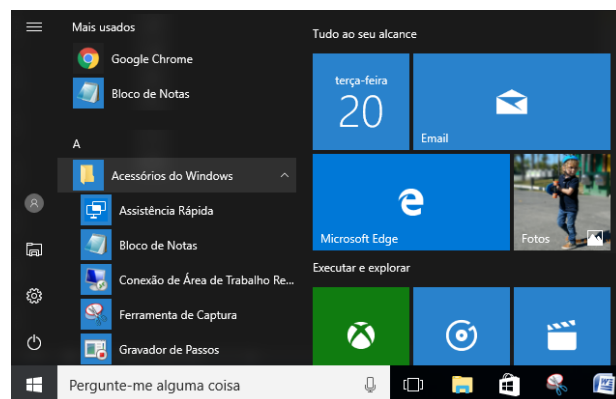 Mais usados
Google Chrome
Bloco de Notas
A
Acessórios do Windows
Assistência Rápida
Bloco de Notas
Conexão de Área de Trabalho Re...
Ferramenta de Captura
Gravador de Passos
Tudo ao seu alcance
terça-feira
20
Email
Microsoft Edge
Fotos
Executar e explorar
Pergunte-me alguma coisa